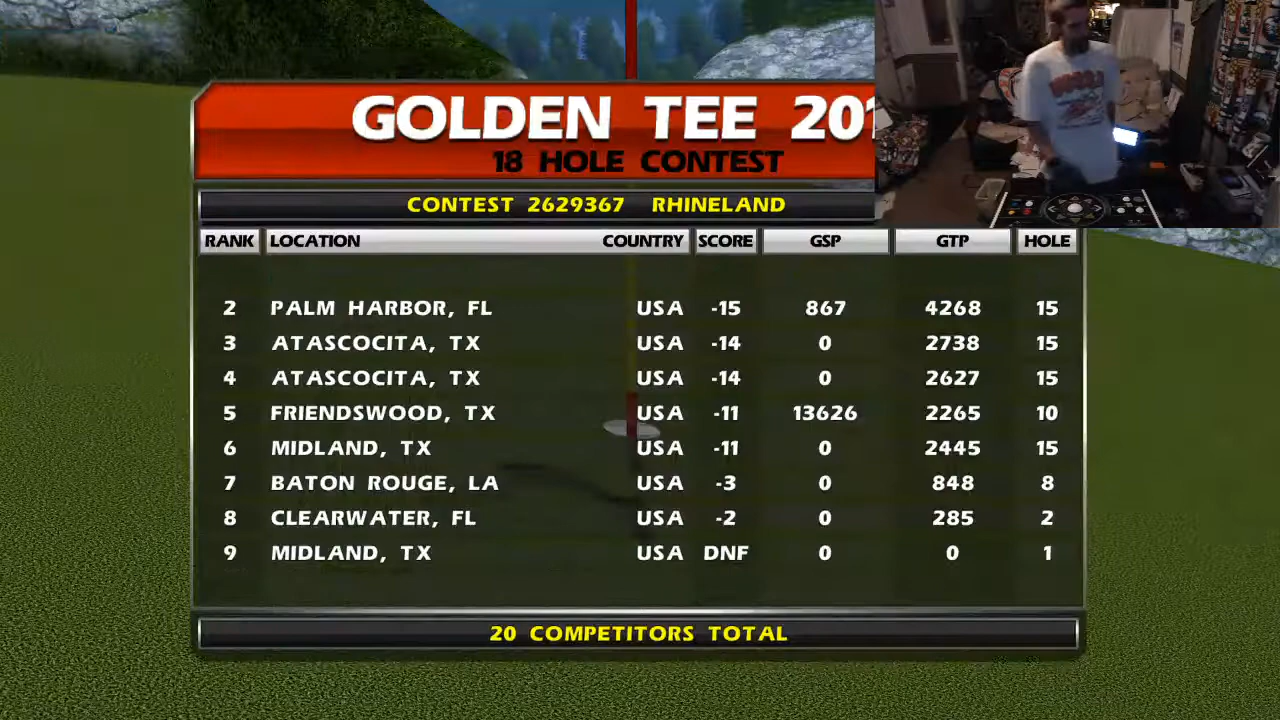 GOLDEN TEE 201
18 HOLE CONTEST
CONTEST 2629367 RHINELAND
RANK LOCATION COUNTRY SCORE GSP GTP HOLE
2 PALM HARBOR, FL USA -15 867 4268 15
3 ATASCOCITA, TX USA -14 0 2738 15
4 ATASCOCITA, TX USA -14 0 2627 15
5 FRIENDSWOOD, TX USA -11 13626 2265 10
6 MIDLAND, TX USA -11 0 2445 15
7 BATON ROUGE, LA USA -3 0 848 8
8 CLEARWATER, FL USA -2 0 285 2
9 MIDLAND, TX USA DNF 0 0 1
20 COMPETITORS TOTAL